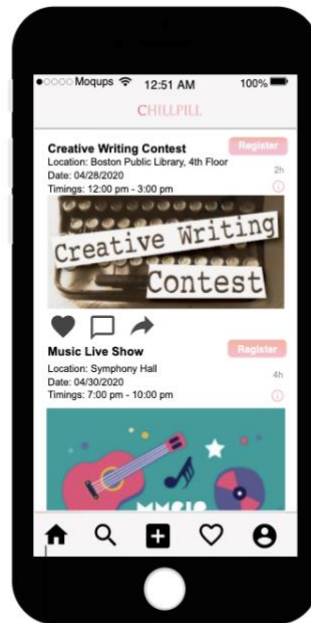 Moqups 12:51 AM 100%
CHILLPILL
Creative Writing Contest Register
Location: Boston Public Library, 4th Floor
2h
Date: 04/28/2020
Timings: 12:00 pm - 3:00 pm
Creative Writing
Contest
Music Live Show Register
Location: Symphony Hall
4h
Date: 04/30/2020
Timings: 7:00 pm - 10:00 pm